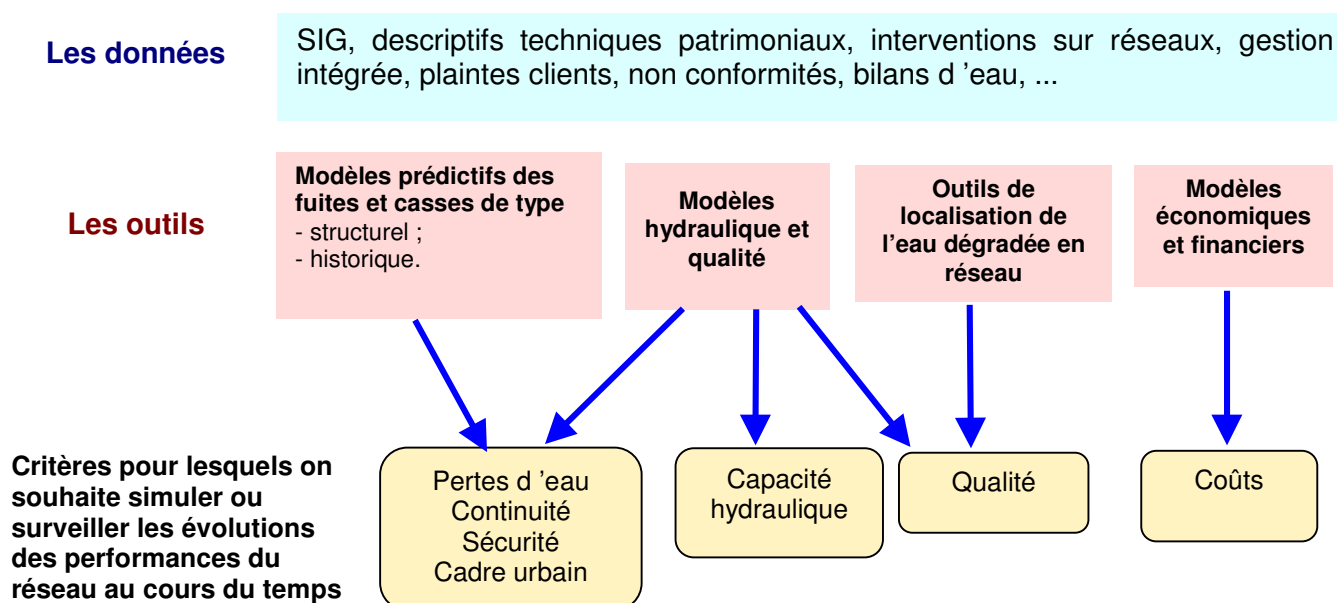 Les données
SIG, descriptifs techniques patrimoniaux, interventions sur réseaux, gestion
intégrée, plaintes clients, non conformités, bilans d ’eau, ...
Les outils
Modèles prédictifs des
fuites et casses de type
- structurel ;
- historique.
Modèles
hydraulique et
qualité
Outils de
localisation de
l’eau dégradée en
réseau
Modèles
économiques
et financiers
Critères pour lesquels on
souhaite simuler ou
surveiller les évolutions
des performances du
réseau au cours du temps
Pertes d ’eau
Continuité
Sécurité
Cadre urbain
Capacité
hydraulique
Qualité
Coûts